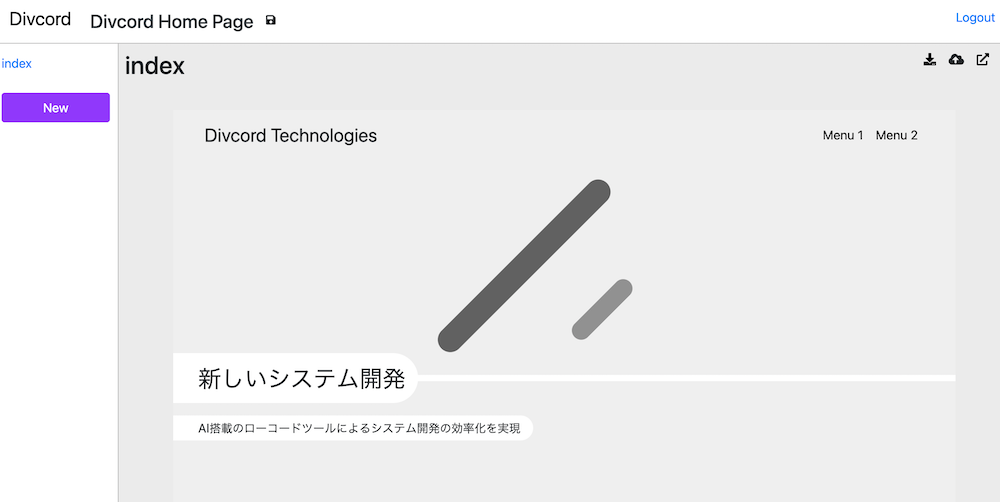 Divcord
Divcord Home Page
Logout
index
New
index
Divcord Technologies
Menu 1
Menu 2
新しいシステム開発
AI搭載のローコードツールによるシステム開発の効率化を実現